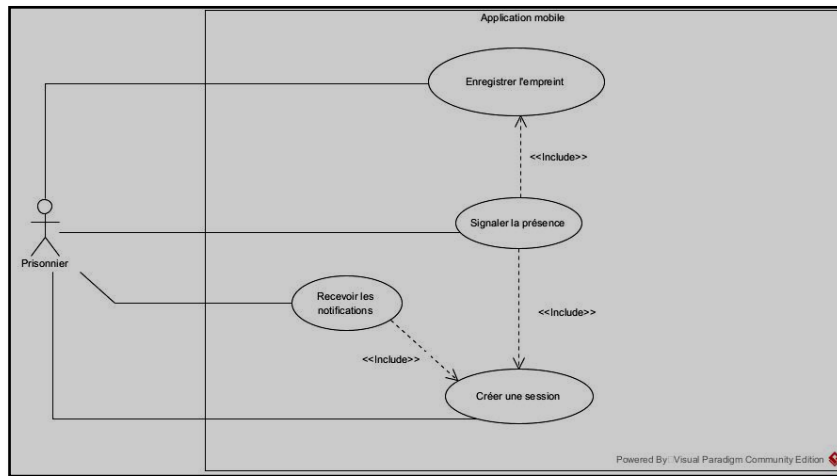 Application mobile
Enregistrer l'empreint
<<Include>>
Signaler la présence
Prisonnier
Recevoir les
notifications
<<Include>>
<<Include>>
Créer une session
Powered By Visual Paradigm Community Edition